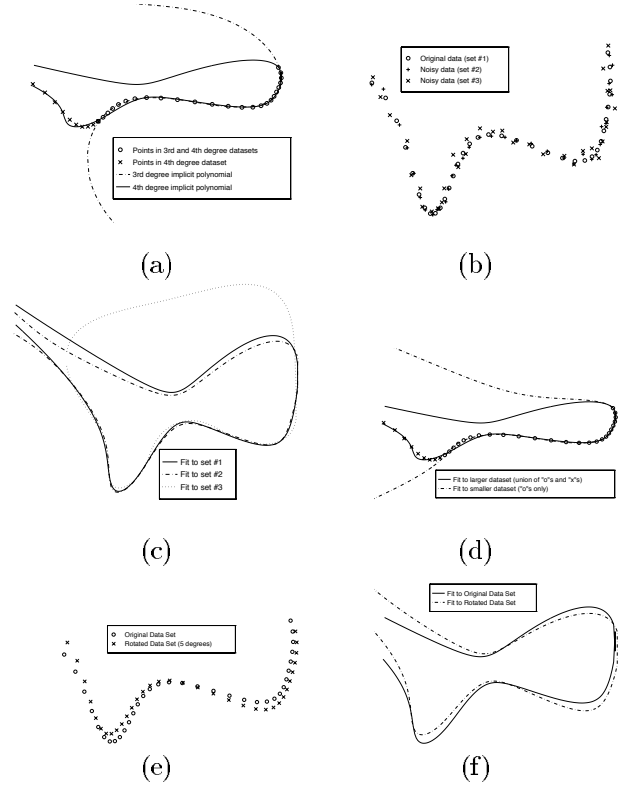 Points in 3rd and 4th degree datasets
Points in 4th degree dataset
3rd degree implicit polynomial
4th degree implicit polynomial
(a)
Original data (set #1)
Noisy data (set #2)
Noisy data (set #3)
(b)
Fit to set #1
Fit to set #2
Fit to set #3
(c)
Fit to larger dataset (union of "o"s and "x"s)
Fit to smaller dataset ("o"s only)
(d)
Original Data Set
Rotated Data Set (5 degrees)
(e)
Fit to Original Data Set
Fit to Rotated Data Set
(f)